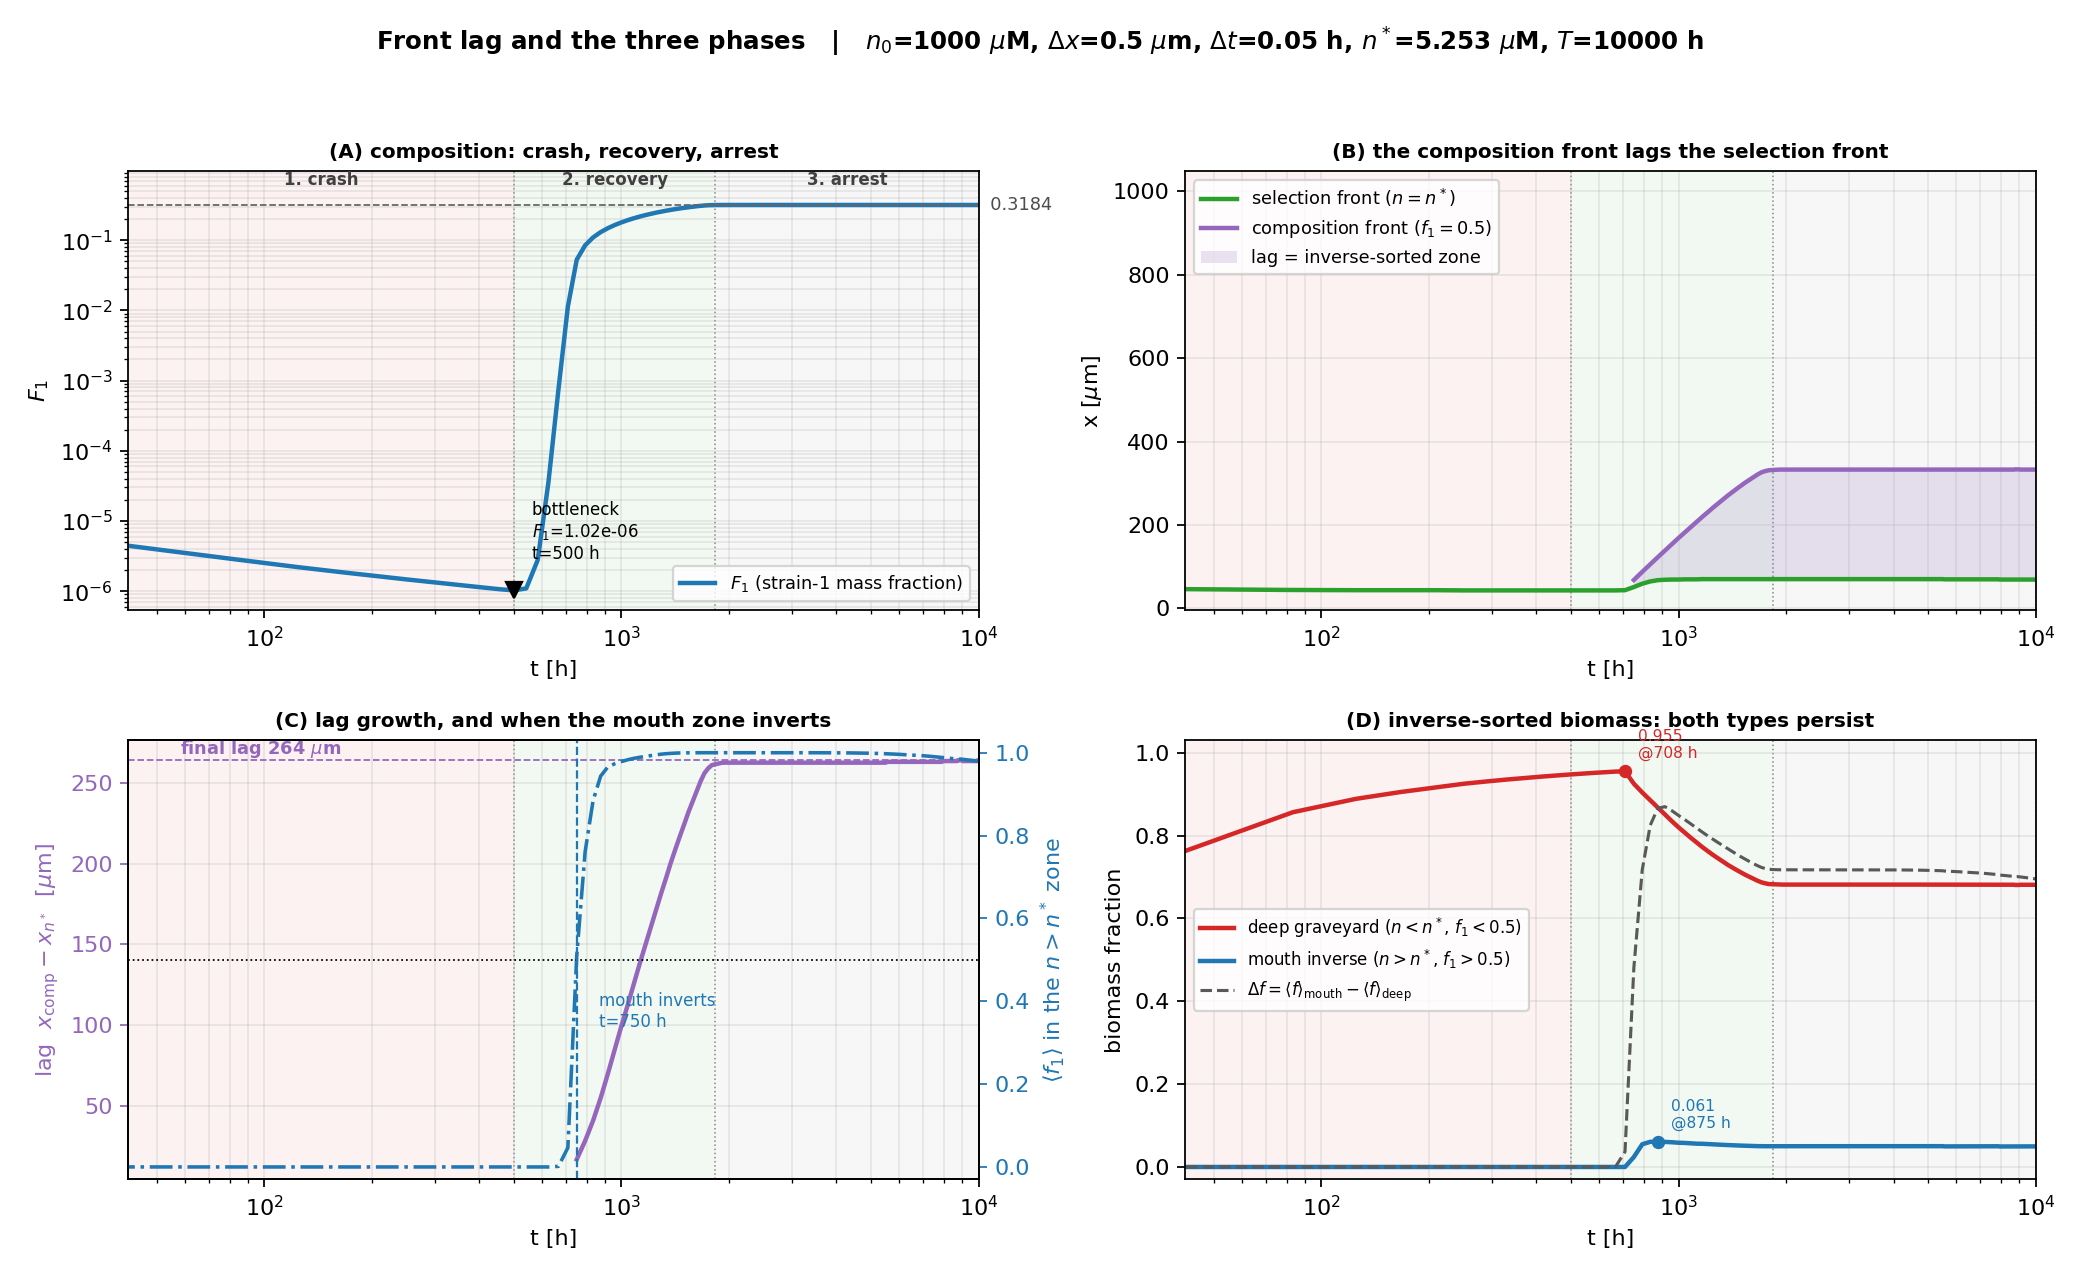 Front lag and the three phases | n₀=1000 μM, Δx=0.5 μm, Δt=0.05 h, n*=5.253 μM, T=10000 h
(A) composition: crash, recovery, arrest
1. crash
2. recovery
3. arrest
0.3184
10⁻¹
10⁻²
10⁻³
10⁻⁴
10⁻⁵
10⁻⁶
F₁
bottleneck
F₁=1.02e-06
t=500 h
F₁ (strain-1 mass fraction)
10²
10³
10⁴
t [h]
(B) the composition front lags the selection front
selection front (n = n*)
composition front (f₁ = 0.5)
lag = inverse-sorted zone
1000
800
600
400
200
0
x [μm]
10²
10³
10⁴
t [h]
(C) lag growth, and when the mouth zone inverts
final lag 264 μm
250
200
150
100
50
lag x_comp − x_n* [μm]
mouth inverts
t=750 h
1.0
0.8
0.6
0.4
0.2
0.0
⟨f₁⟩ in the n > n* zone
10²
10³
10⁴
t [h]
(D) inverse-sorted biomass: both types persist
0.955
@708 h
1.0
0.8
0.6
0.4
0.2
0.0
biomass fraction
deep graveyard (n < n*, f₁ < 0.5)
mouth inverse (n > n*, f₁ > 0.5)
Δf = ⟨f⟩mouth − ⟨f⟩deep
0.061
@875 h
10²
10³
10⁴
t [h]